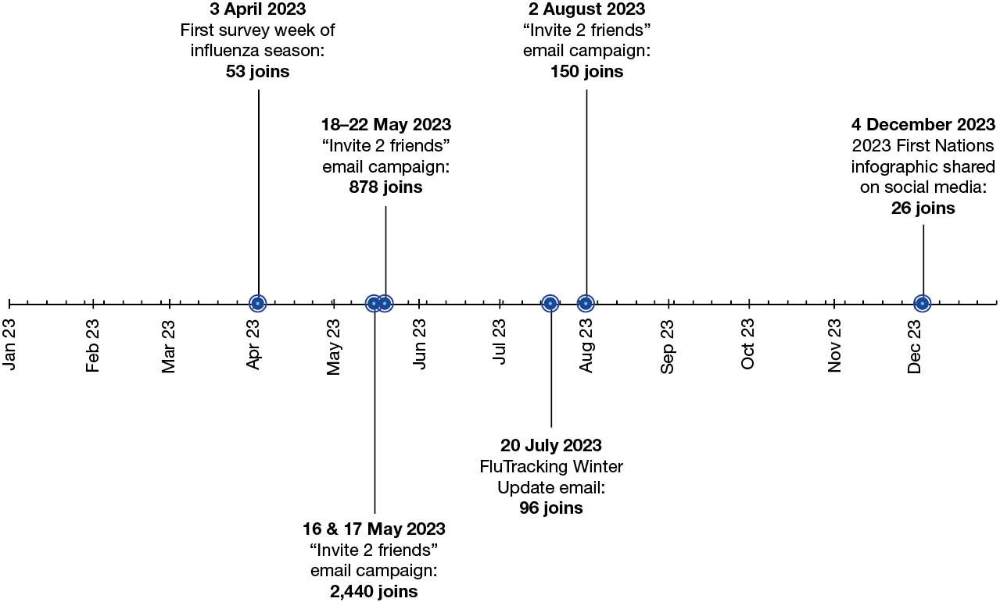 3 April 2023
First survey week of
influenza season:
53 joins
2 August 2023
“Invite 2 friends”
email campaign:
150 joins
18–22 May 2023
“Invite 2 friends”
email campaign:
878 joins
4 December 2023
2023 First Nations
infographic shared
on social media:
26 joins
Jan 23
Feb 23
Mar 23
Apr 23
May 23
Jun 23
Jul 23
Aug 23
Sep 23
Oct 23
Nov 23
Dec 23
20 July 2023
FluTracking Winter
Update email:
96 joins
16 & 17 May 2023
“Invite 2 friends”
email campaign:
2,440 joins